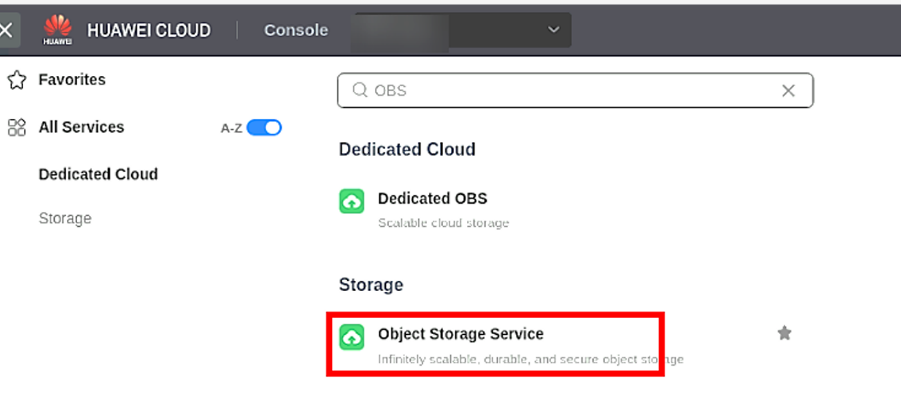 HUAWEI
HUAWEI CLOUD
Console
Favorites
All Services
A-Z
Dedicated Cloud
Storage
OBS
Dedicated Cloud
Dedicated OBS
Scalable cloud storage
Storage
Object Storage Service
Infinitely scalable, durable, and secure object storage